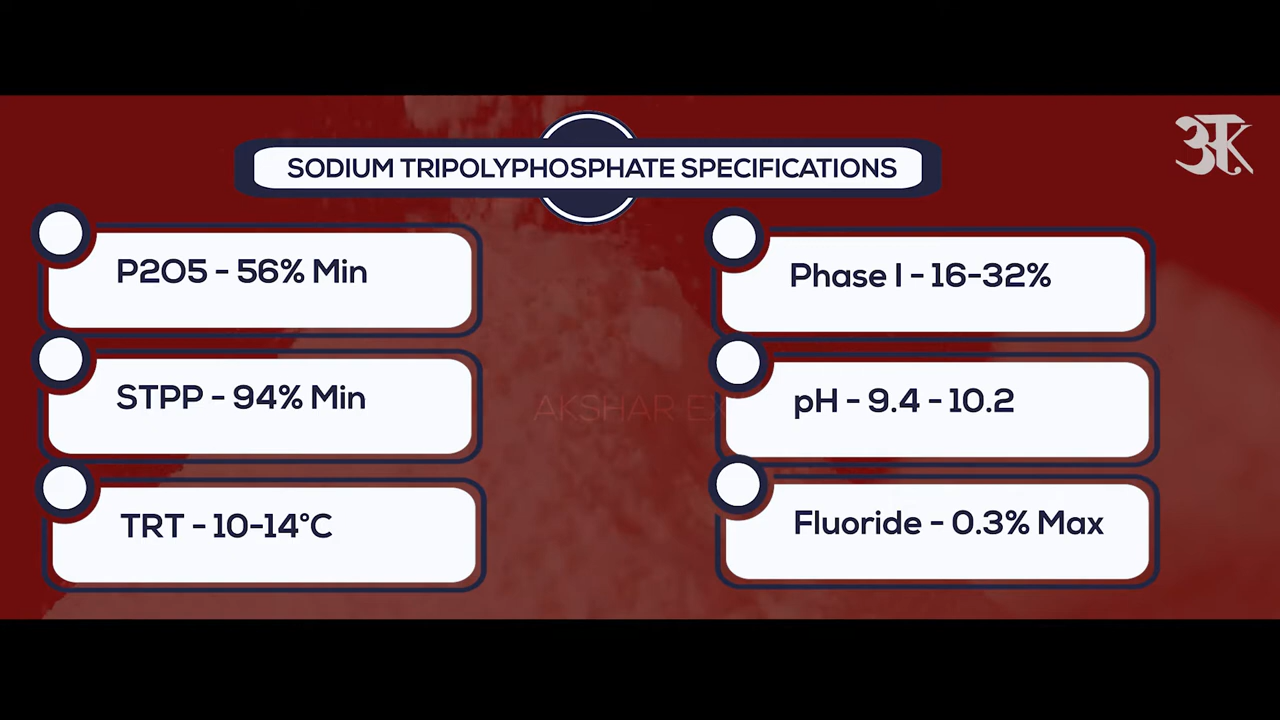 SODIUM TRIPOLYPHOSPHATE SPECIFICATIONS
P2O5 - 56% Min
STPP - 94% Min
TRT - 10-14°C
Phase I - 16-32%
pH - 9.4 - 10.2
Fluoride - 0.3% Max
AKSHAR